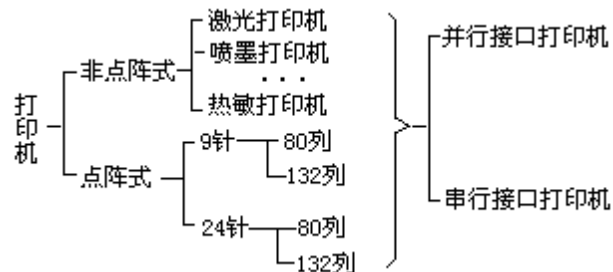 打印机
非点阵式
激光打印机
喷墨打印机
...
热敏打印机
点阵式
9针
80列
132列
24针
80列
132列
并行接口打印机
串行接口打印机